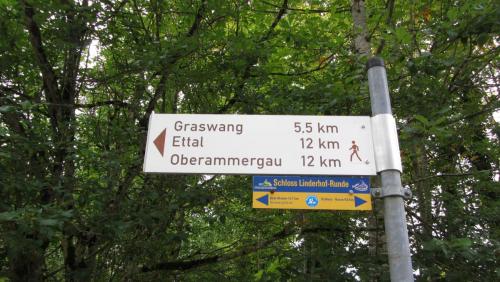 Graswang 5.5 km
Ettal 12 km
Oberammergau 12 km
Schloss Linderhof-Runde